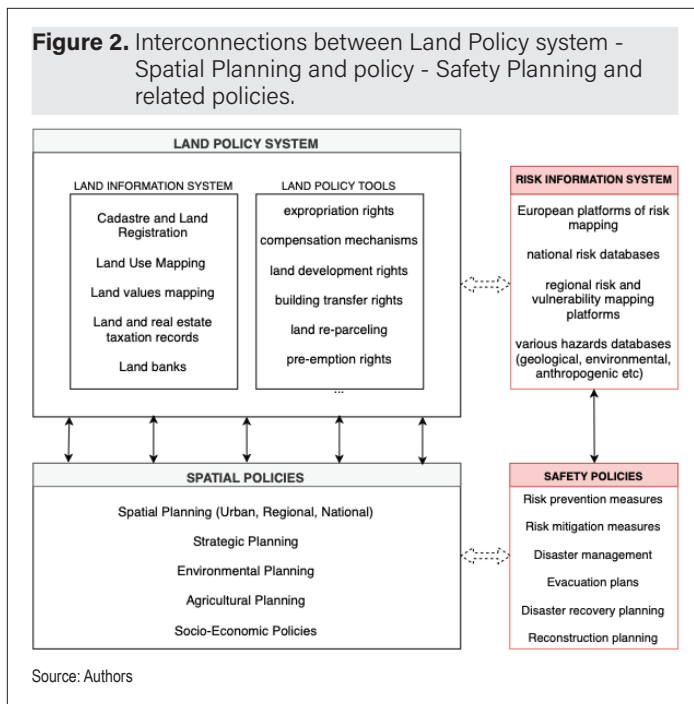 Figure 2. Interconnections between Land Policy system -
Spatial Planning and policy - Safety Planning and
related policies.
LAND POLICY SYSTEM
LAND INFORMATION SYSTEM
Cadastre and Land
Registration
Land Use Mapping
Land values mapping
Land and real estate
taxation records
Land banks
LAND POLICY TOOLS
expropriation rights
compensation mechanisms
land development rights
building transfer rights
land re-parceling
pre-emption rights
...
RISK INFORMATION SYSTEM
European platforms of risk
mapping
national risk databases
regional risk and
vulnerability mapping
platforms
various hazards databases
(geological, environmental,
anthropogenic etc)
SPATIAL POLICIES
Spatial Planning (Urban, Regional, National)
Strategic Planning
Environmental Planning
Agricultural Planning
Socio-Economic Policies
SAFETY POLICIES
Risk prevention measures
Risk mitigation measures
Disaster management
Evacuation plans
Disaster recovery planning
Reconstruction planning
Source: Authors